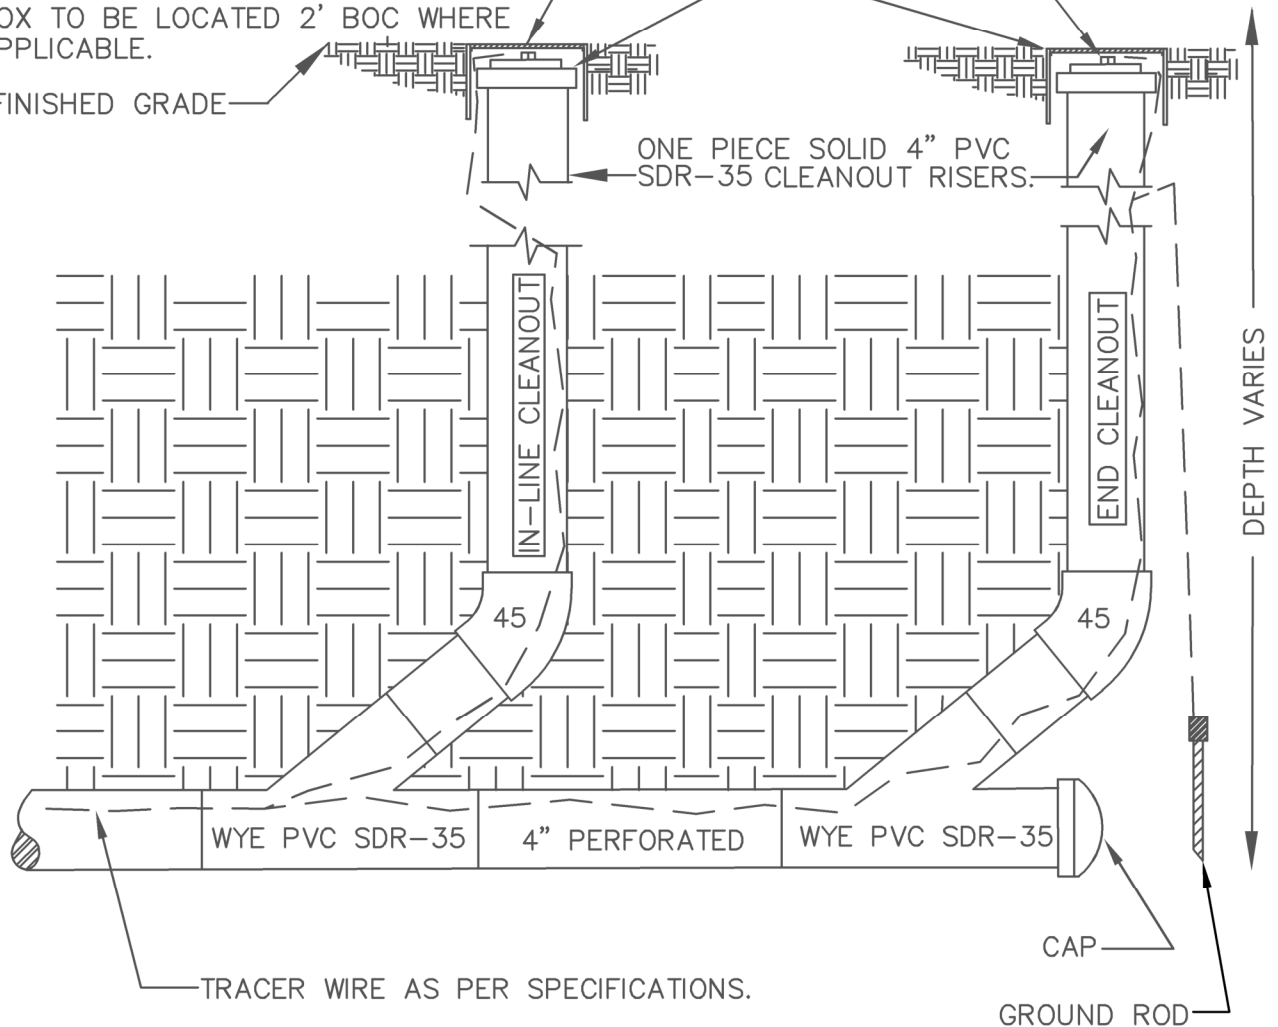 OX TO BE LOCATED 2' BOC WHERE
PPLICABLE.
FINISHED GRADE
ONE PIECE SOLID 4" PVC
SDR-35 CLEANOUT RISERS.
IN-LINE CLEANOUT
END CLEANOUT
DEPTH VARIES
45
45
WYE PVC SDR-35
4" PERFORATED
WYE PVC SDR-35
CAP
TRACER WIRE AS PER SPECIFICATIONS.
GROUND ROD